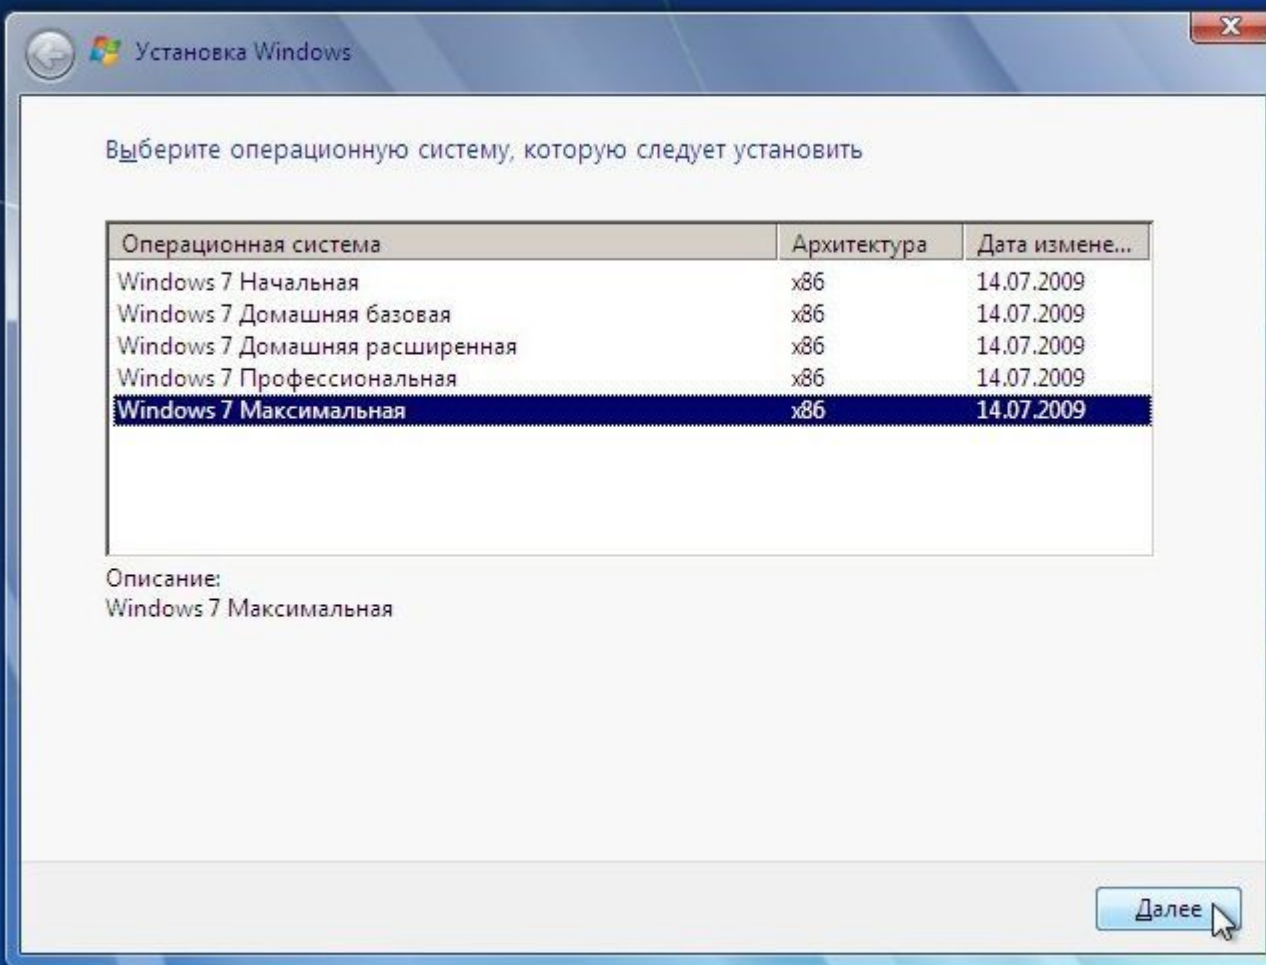 Установка Windows
Выберите операционную систему, которую следует установить
Операционная система Архитектура Дата измене...
Windows 7 Начальная x86 14.07.2009
Windows 7 Домашняя базовая x86 14.07.2009
Windows 7 Домашняя расширенная x86 14.07.2009
Windows 7 Профессиональная x86 14.07.2009
Windows 7 Максимальная x86 14.07.2009
Описание:
Windows 7 Максимальная
Далее